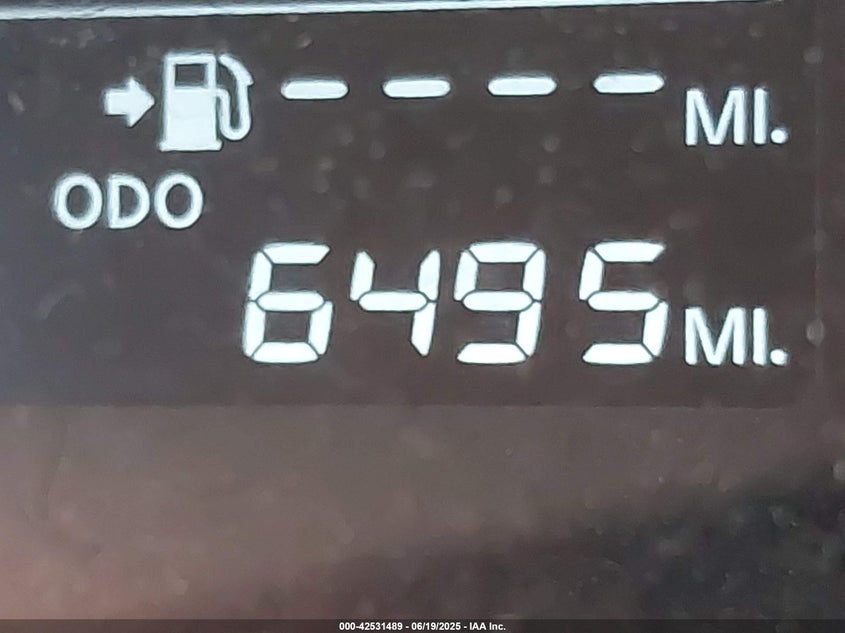 ---- MI.
ODO
6495 MI.
000-42531489 - 06/19/2025 - IAA Inc.